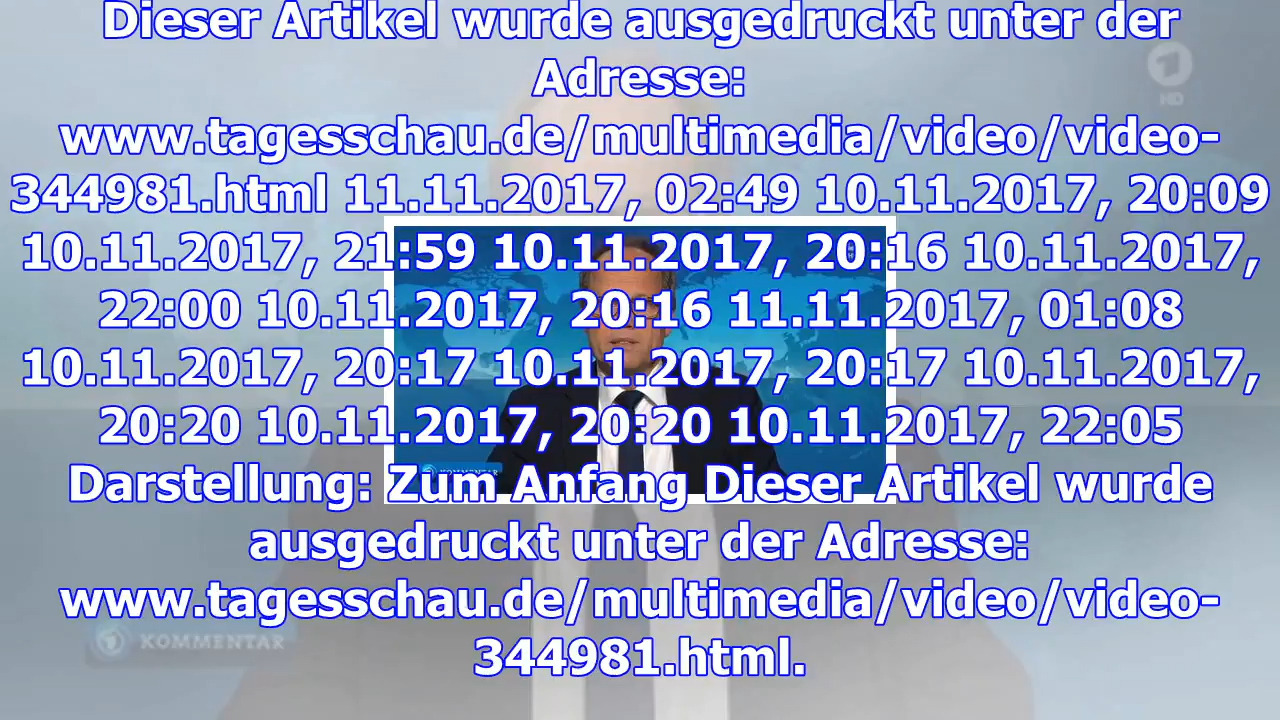 Dieser Artikel wurde ausgedruckt unter der
Adresse:
www.tagesschau.de/multimedia/video/video-
344981.html 11.11.2017, 02:49 10.11.2017, 20:09
10.11.2017, 21:59 10.11.2017, 20:16 10.11.2017,
22:00 10.11.2017, 20:16 11.11.2017, 01:08
10.11.2017, 20:17 10.11.2017, 20:17 10.11.2017,
20:20 10.11.2017, 20:20 10.11.2017, 22:05
Darstellung: Zum Anfang Dieser Artikel wurde
ausgedruckt unter der Adresse:
www.tagesschau.de/multimedia/video/video-
344981.html.
1
HD
KOMMENTAR
KOMMENTAR